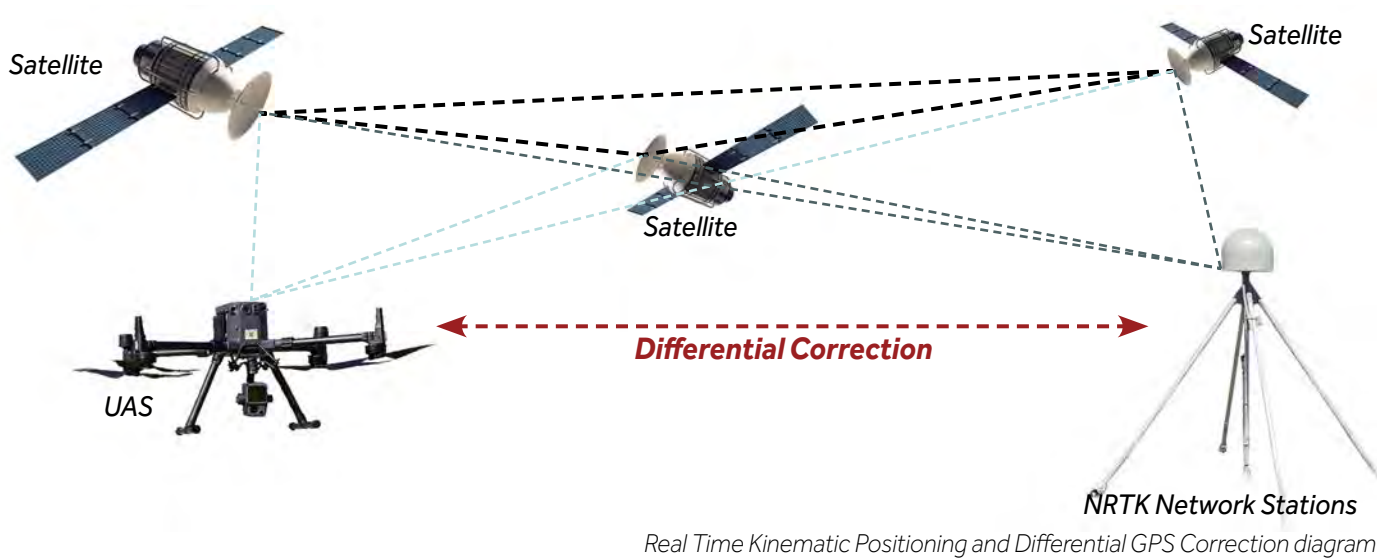 Satellite
Satellite
Satellite
Differential Correction
UAS
NRTK Network Stations
Real Time Kinematic Positioning and Differential GPS Correction diagram